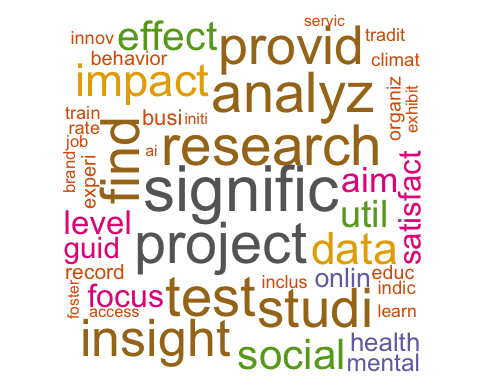 servic
innov
effect
provid
tradit
behavior
climat
impact
analyz
organiz
exhibit
train
rate
job
busi
initi
find
ai
research
brand
experi
signific
aim
satisfact
level
util
guid
project
data
record
inclus
onlin
educ
indic
foster
focus
access
test
studi
learn
insight
social
health
mental